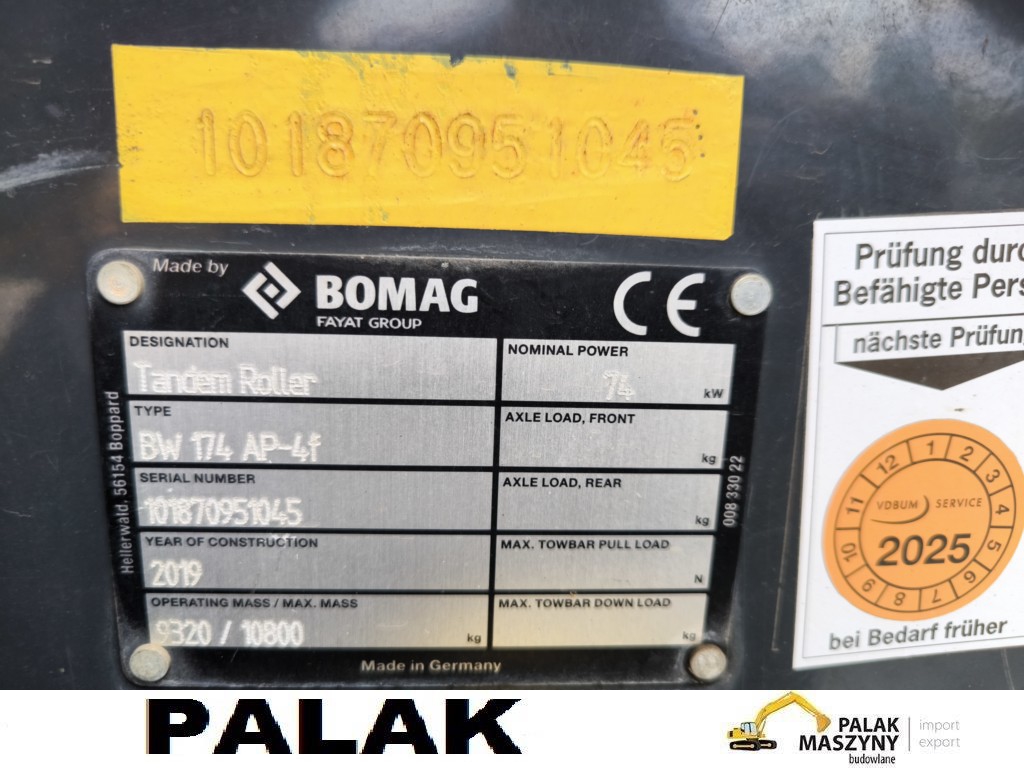 101870951045
Made by
BOMAG
FAYAT GROUP
CE
DESIGNATION
Tandem Roller
NOMINAL POWER
74 kW
TYPE
BW 174 AP-4f
AXLE LOAD, FRONT
kg
SERIAL NUMBER
101870951045
AXLE LOAD, REAR
kg
YEAR OF CONSTRUCTION
2019
MAX. TOWBAR PULL LOAD
N
OPERATING MASS / MAX. MASS
9320 / 10800 kg
MAX. TOWBAR DOWN LOAD
kg
Made in Germany
Hellerwald, 56154 Boppard
008 330 22
Prüfung durc
Befähigte Pers
nächste Prüfun
1 2 3 4 5 6 7 8 9 10 11 12
VDBUM SERVICE
2025
bei Bedarf früher
PALAK
PALAK
MASZYNY
budowlane
import
export